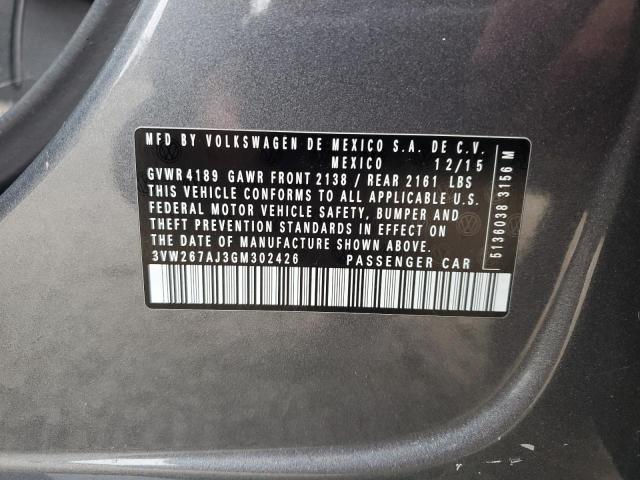 MFD BY VOLKSWAGEN DE MEXICO S.A. DE C.V.
MEXICO 12/15
GVWR 4189 GAWR FRONT 2138 / REAR 2161 LBS
THIS VEHICLE CONFORMS TO ALL APPLICABLE U.S.
FEDERAL MOTOR VEHICLE SAFETY, BUMPER AND
THEFT PREVENTION STANDARDS IN EFFECT ON
THE DATE OF MANUFACTURE SHOWN ABOVE.
3VW267AJ3GM302426 PASSENGER CAR
5136038 3156 M